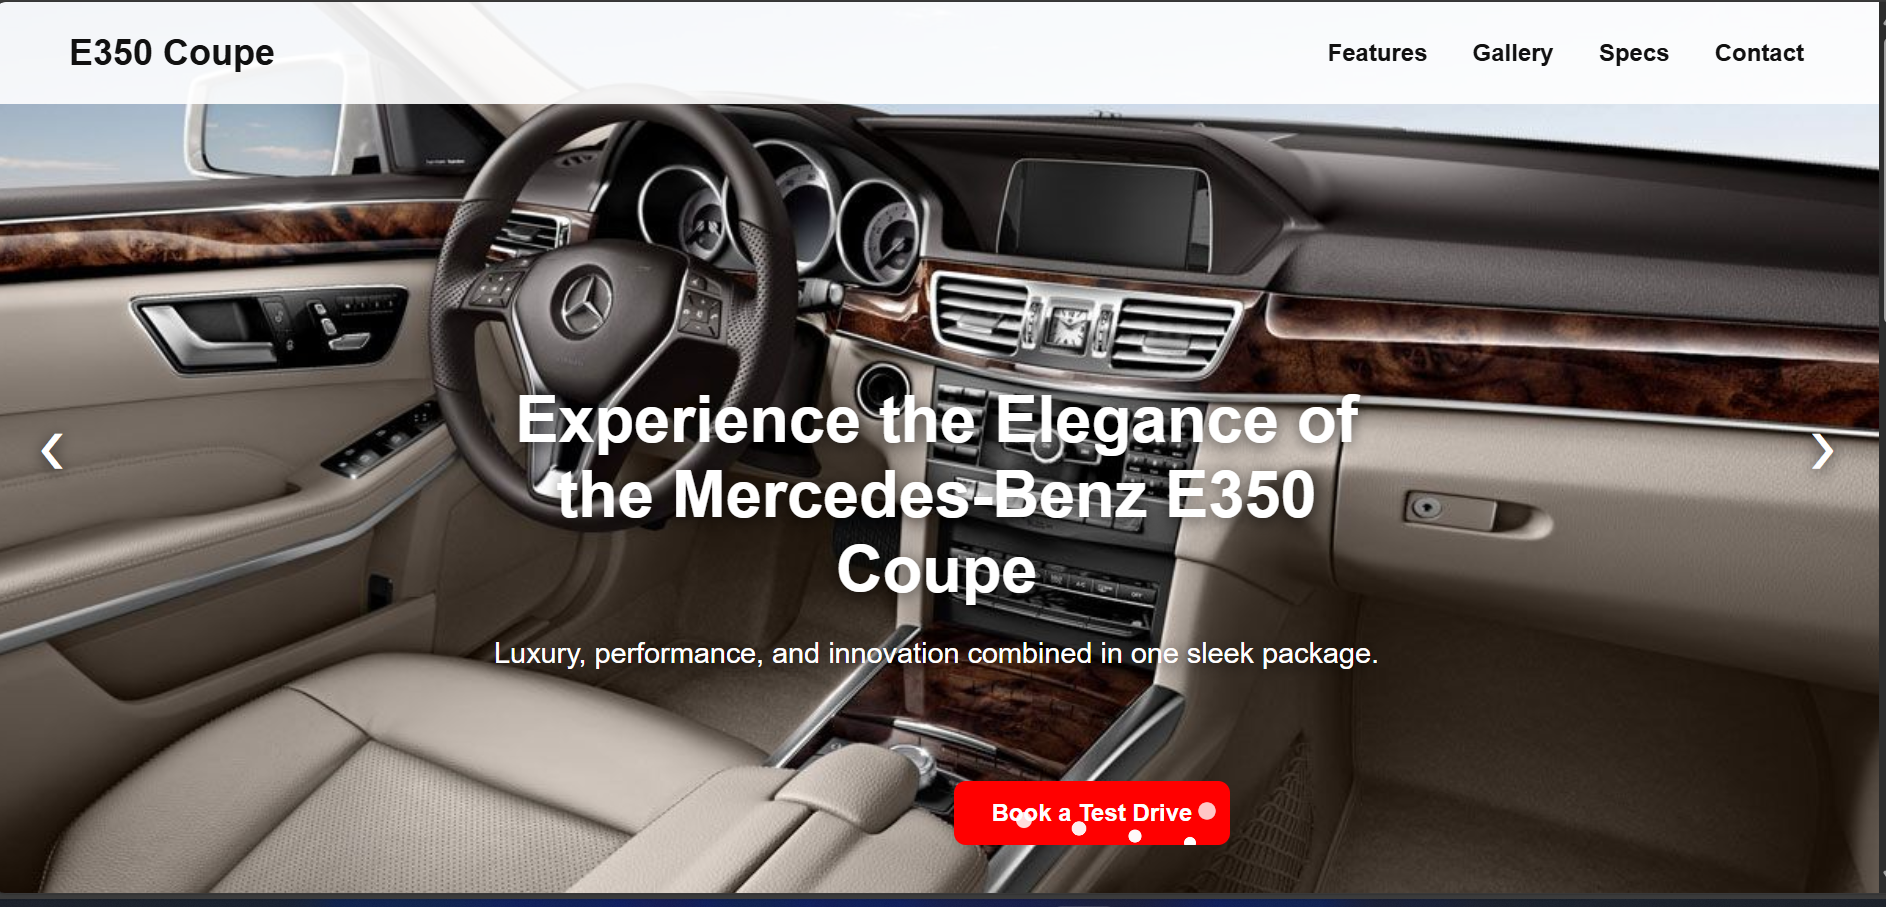 E350 Coupe
Features
Gallery
Specs
Contact
Experience the Elegance of
the Mercedes-Benz E350
Coupe
Luxury, performance, and innovation combined in one sleek package.
Book a Test Drive